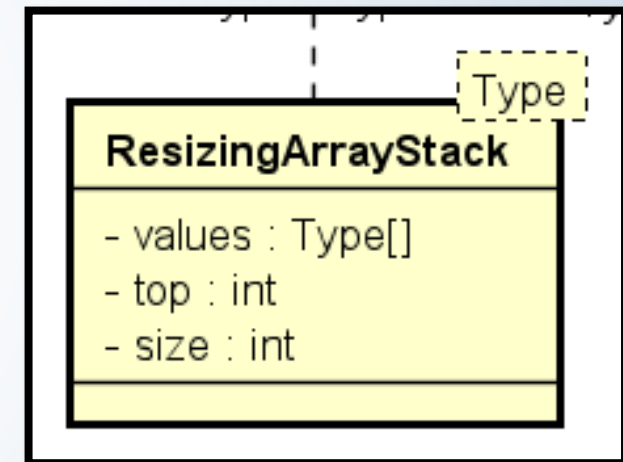 Type
ResizingArrayStack
- values : Type[]
- top : int
- size : int